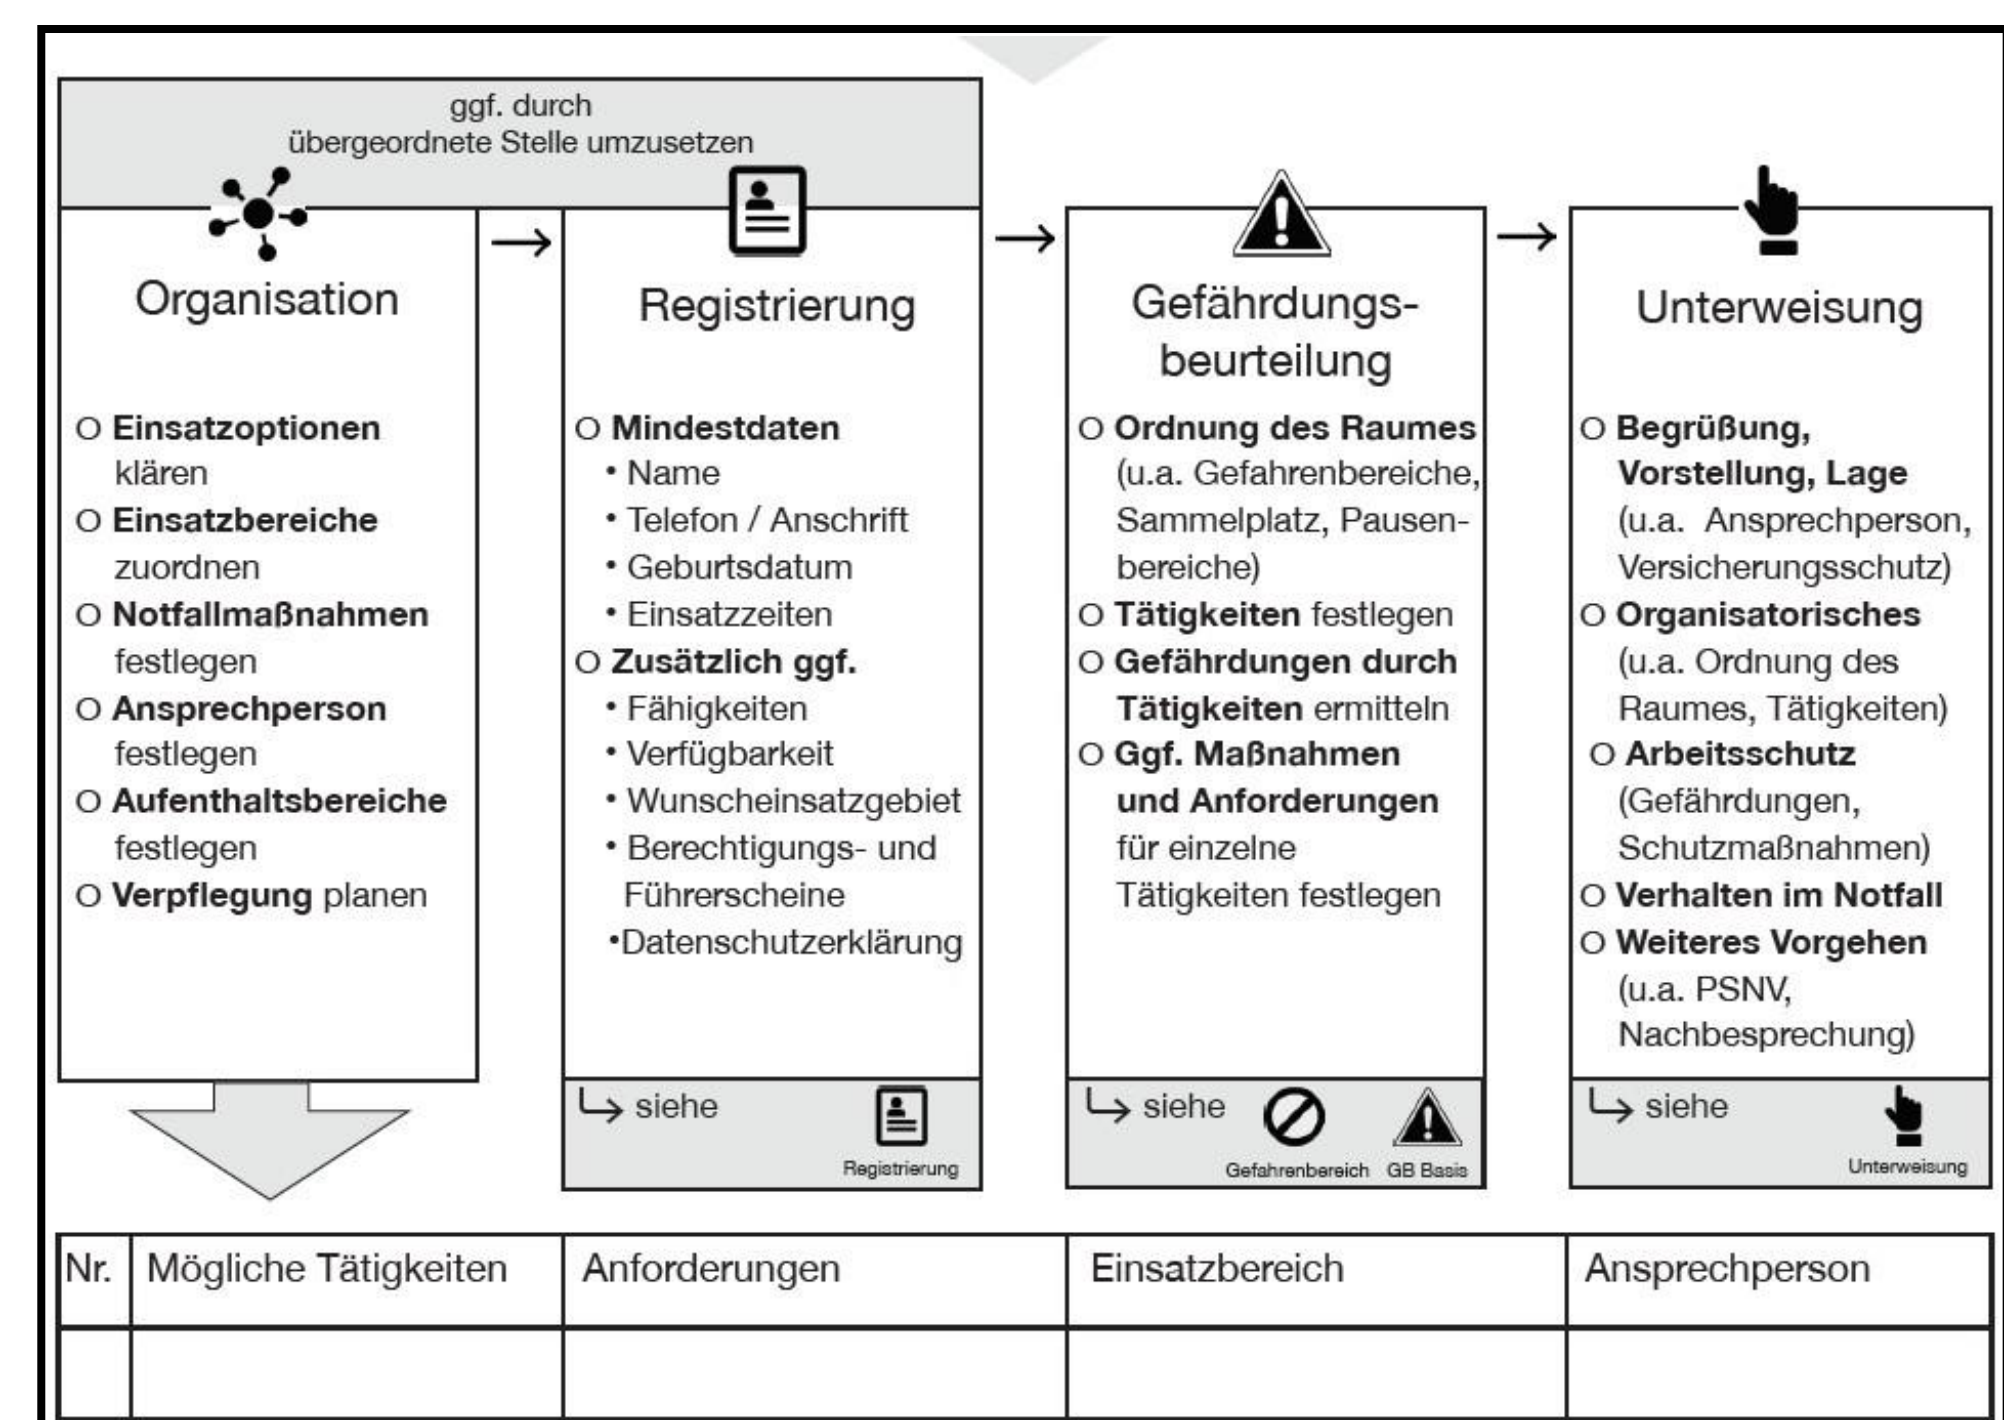 ggf. durch
übergeordnete Stelle umzusetzen
Organisation
O Einsatzoptionen
klären
O Einsatzbereiche
zuordnen
O Notfallmaßnahmen
festlegen
O Ansprechperson
festlegen
O Aufenthaltsbereiche
festlegen
O Verpflegung planen
Registrierung
O Mindestdaten
• Name
• Telefon / Anschrift
• Geburtsdatum
• Einsatzzeiten
O Zusätzlich ggf.
• Fähigkeiten
• Verfügbarkeit
• Wunscheinsatzgebiet
• Berechtigungs- und
Führerscheine
•Datenschutzerklärung
siehe
Registrierung
Gefährdungs-
beurteilung
O Ordnung des Raumes
(u.a. Gefahrenbereiche,
Sammelplatz, Pausen-
bereiche)
O Tätigkeiten festlegen
O Gefährdungen durch
Tätigkeiten ermitteln
O Ggf. Maßnahmen
und Anforderungen
für einzelne
Tätigkeiten festlegen
siehe
Gefahrenbereich GB Basis
Unterweisung
O Begrüßung,
Vorstellung, Lage
(u.a. Ansprechperson,
Versicherungsschutz)
O Organisatorisches
(u.a. Ordnung des
Raumes, Tätigkeiten)
O Arbeitsschutz
(Gefährdungen,
Schutzmaßnahmen)
O Verhalten im Notfall
O Weiteres Vorgehen
(u.a. PSNV,
Nachbesprechung)
siehe
Unterweisung
Nr. Mögliche Tätigkeiten Anforderungen Einsatzbereich Ansprechperson